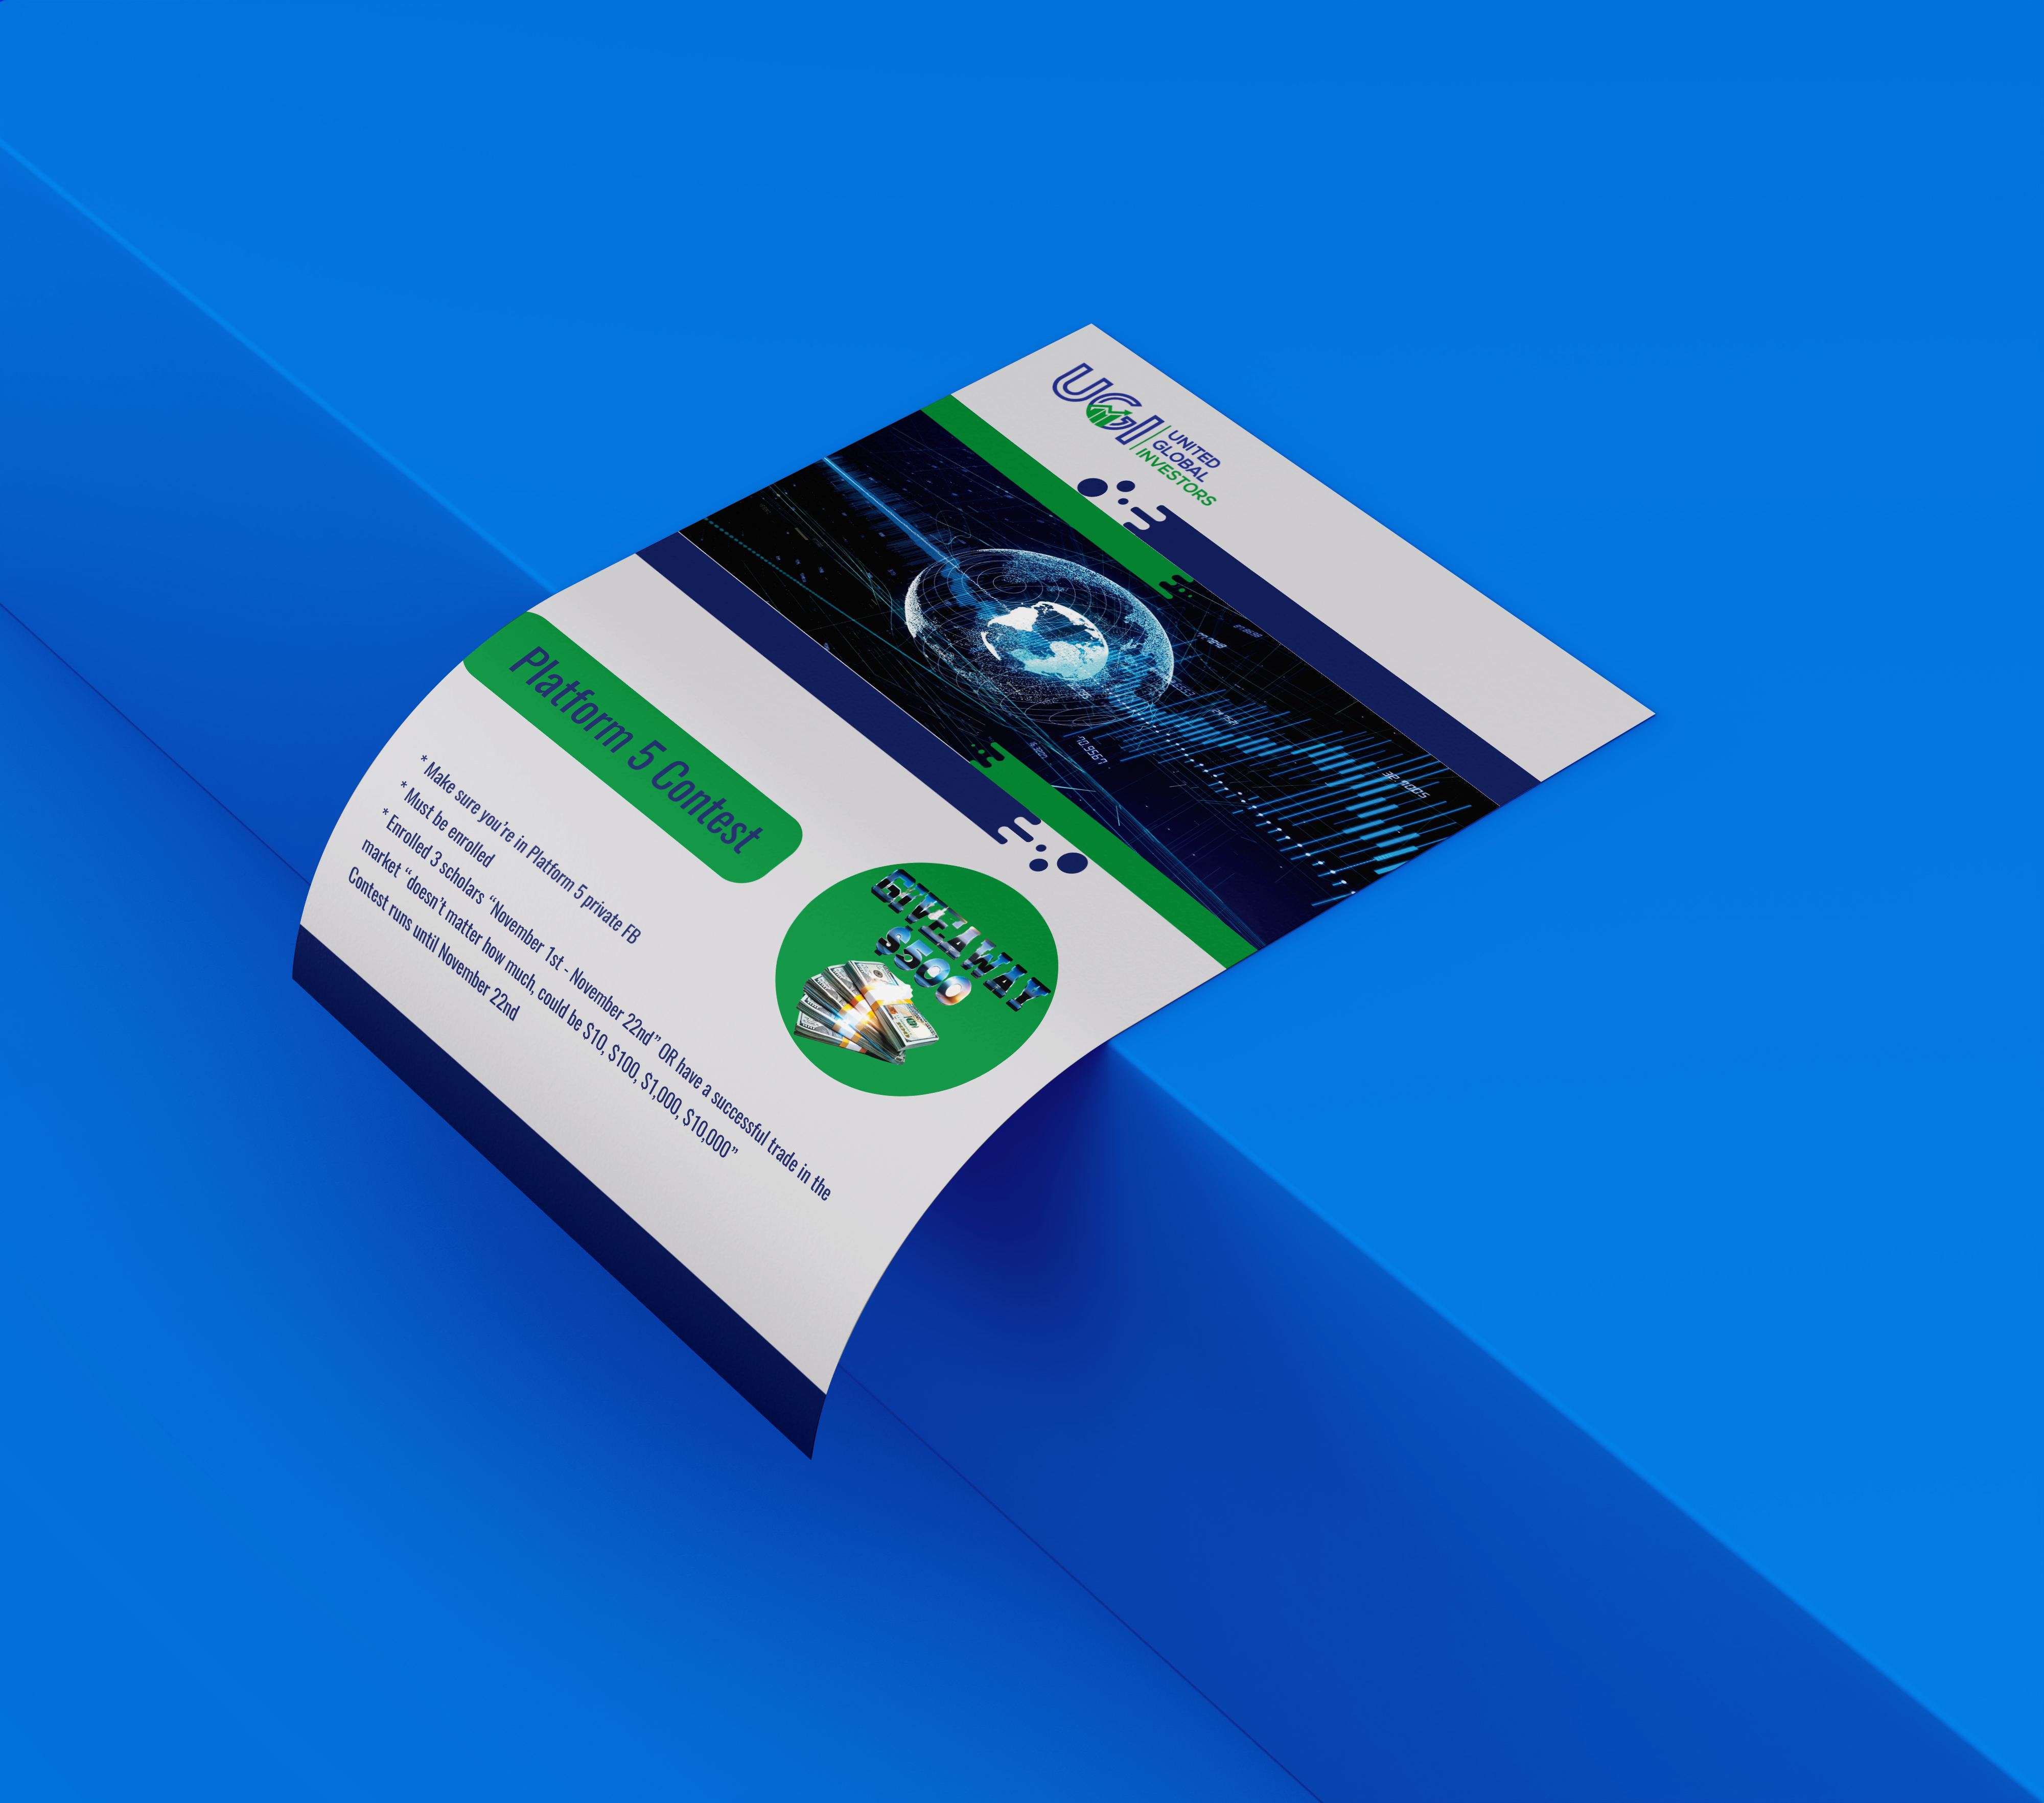 UGI
UNITED
GLOBAL
INVESTORS
70.9567
Platform 5 Contest
GIVEAWAY
$500
* Make sure you're in Platform 5 private FB
* Must be enrolled
* Enrolled 3 scholars “November 1st - November 22nd” OR have a successful trade in the
market “doesn't matter how much, could be $10, $100, $1,000, $10,000”
Contest runs until November 22nd